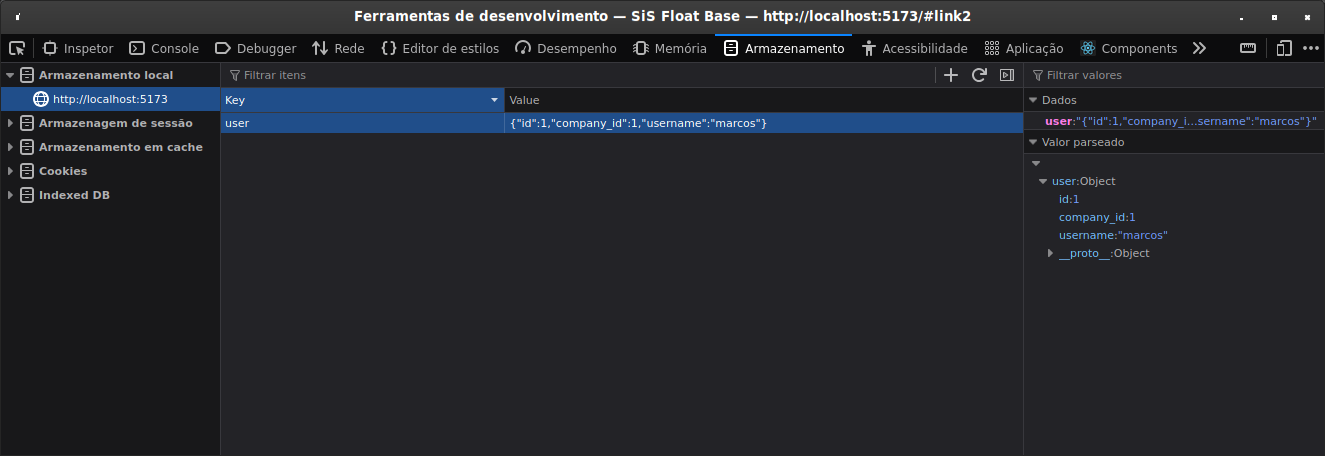 Ferramentas de desenvolvimento — SiS Float Base — http://localhost:5173/#link2
Inspetor Console Debugger Rede Editor de estilos Desempenho Memória Armazenamento Acessibilidade Aplicação Components
Armazenamento local
http://localhost:5173
Armazenagem de sessão
Armazenamento em cache
Cookies
Indexed DB
Filtrar itens
Key Value
user {"id":1,"company_id":1,"username":"marcos"}
Filtrar valores
Dados
user:"{"id":1,"company_i…sername":"marcos"}"
Valor parseado
user:Object
id:1
company_id:1
username:"marcos"
__proto__:Object